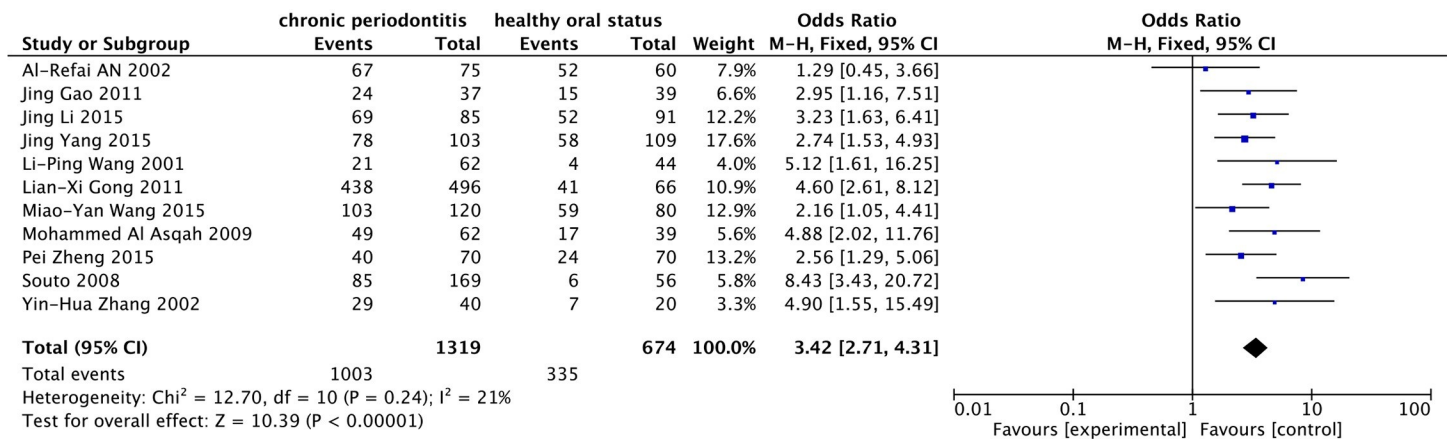 chronic periodontitis healthy oral status Odds Ratio Odds Ratio
Study or Subgroup Events Total Events Total Weight M-H, Fixed, 95% CI M-H, Fixed, 95% CI
Al-Refai AN 2002 67 75 52 60 7.9% 1.29 [0.45, 3.66]
Jing Gao 2011 24 37 15 39 6.6% 2.95 [1.16, 7.51]
Jing Li 2015 69 85 52 91 12.2% 3.23 [1.63, 6.41]
Jing Yang 2015 78 103 58 109 17.6% 2.74 [1.53, 4.93]
Li-Ping Wang 2001 21 62 4 44 4.0% 5.12 [1.61, 16.25]
Lian-Xi Gong 2011 438 496 41 66 10.9% 4.60 [2.61, 8.12]
Miao-Yan Wang 2015 103 120 59 80 12.9% 2.16 [1.05, 4.41]
Mohammed Al Asqah 2009 49 62 17 39 5.6% 4.88 [2.02, 11.76]
Pei Zheng 2015 40 70 24 70 13.2% 2.56 [1.29, 5.06]
Souto 2008 85 169 6 56 5.8% 8.43 [3.43, 20.72]
Yin-Hua Zhang 2002 29 40 7 20 3.3% 4.90 [1.55, 15.49]
Total (95% CI) 1319 674 100.0% 3.42 [2.71, 4.31]
Total events 1003 335
Heterogeneity: Chi² = 12.70, df = 10 (P = 0.24); I² = 21%
Test for overall effect: Z = 10.39 (P < 0.00001)
0.01 0.1 1 10 100
Favours [experimental] Favours [control]